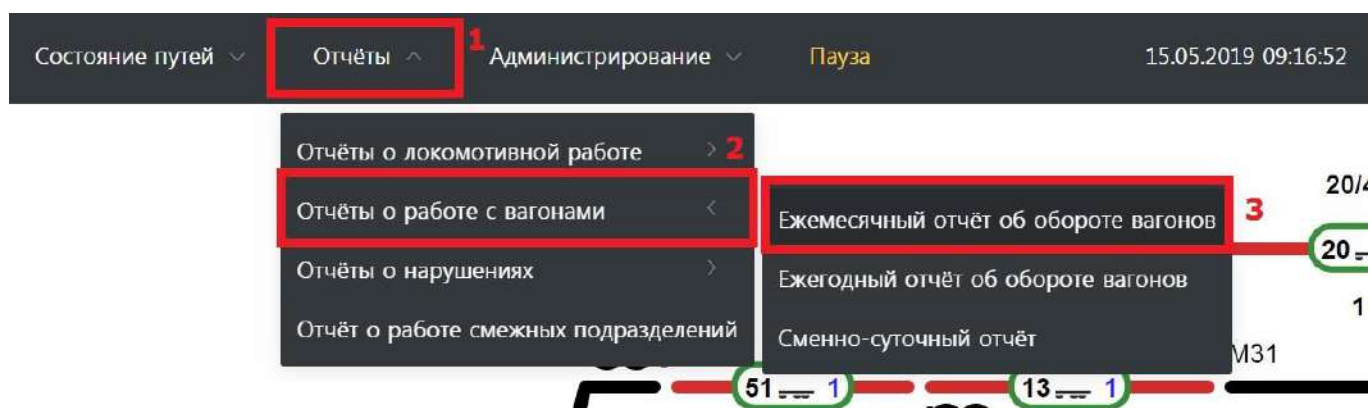 Состояние путей Отчёты 1 Администрирование Пауза 15.05.2019 09:16:52
Отчёты о локомотивной работе 2
Отчёты о работе с вагонами
Отчёты о нарушениях
Отчёт о работе смежных подразделений
Ежемесячный отчёт об обороте вагонов 3
Ежегодный отчёт об обороте вагонов
Сменно-суточный отчёт
20/4
20
1
М31
51 1
13 1